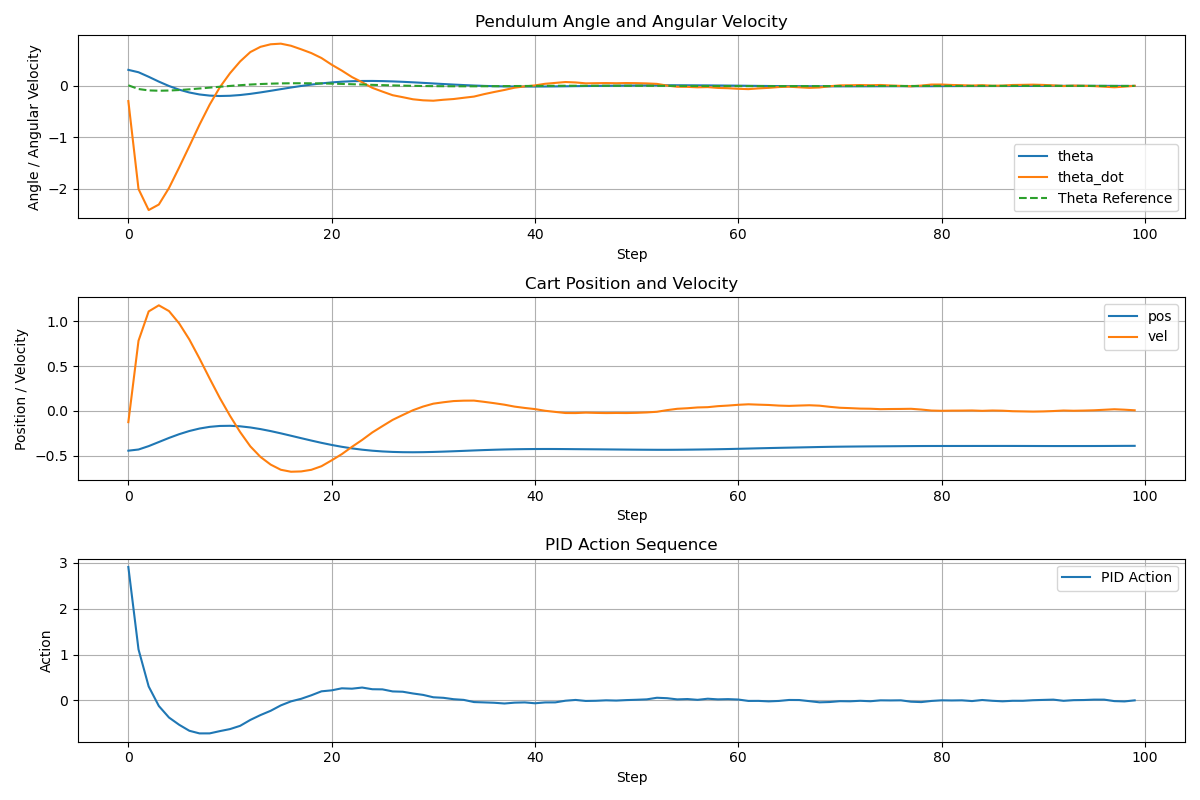 Pendulum Angle and Angular Velocity
Angle / Angular Velocity
0
−1
−2
theta
theta_dot
Theta Reference
0 20 40 60 80 100
Step
Cart Position and Velocity
Position / Velocity
1.0
0.5
0.0
−0.5
pos
vel
0 20 40 60 80 100
Step
PID Action Sequence
Action
3
2
1
0
PID Action
0 20 40 60 80 100
Step